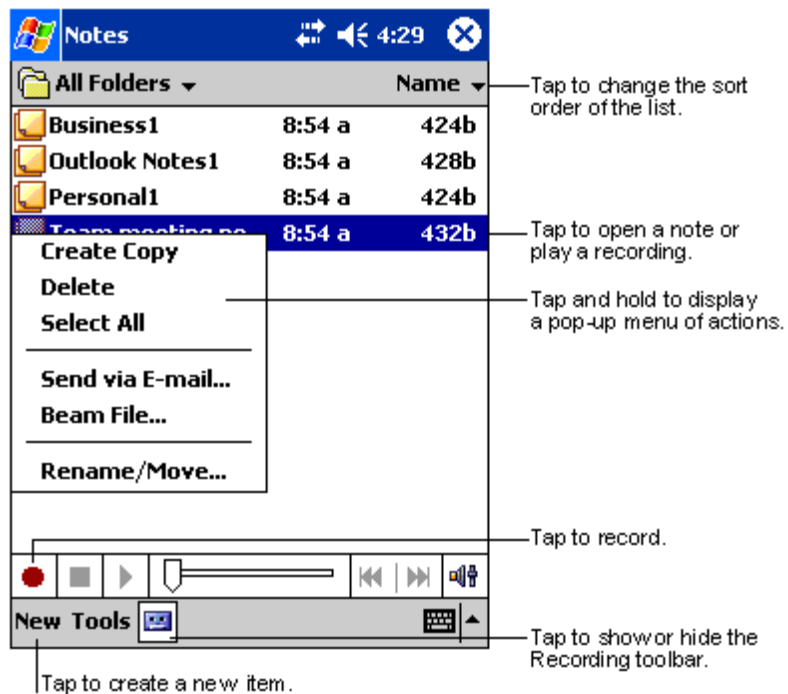 Notes 4:29
All Folders Name
Tap to change the sort
order of the list.
Business1 8:54 a 424b
Outlook Notes1 8:54 a 428b
Personal1 8:54 a 424b
Team meeting no 8:54 a 432b
Tap to open a note or
play a recording.
Create Copy
Delete
Select All
Tap and hold to display
a pop-up menu of actions.
Send via E-mail...
Beam File...
Rename/Move...
Tap to record.
New Tools
Tap to show or hide the
Recording toolbar.
Tap to create a new item.